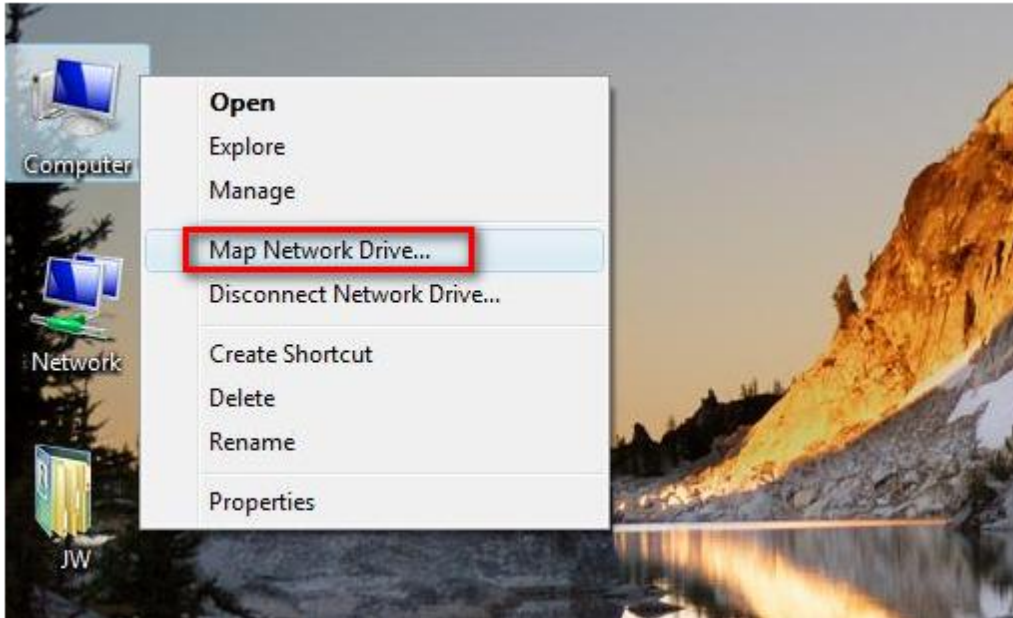 Computer
Open
Explore
Manage
Map Network Drive...
Disconnect Network Drive...
Network
Create Shortcut
Delete
Rename
Properties
JW